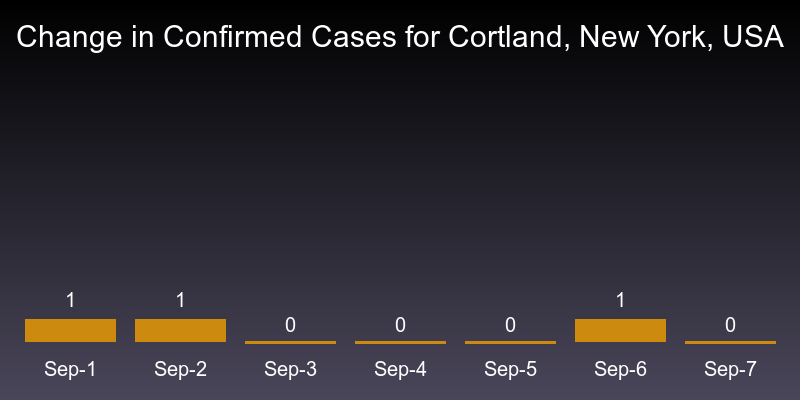 Change in Confirmed Cases for Cortland, New York, USA
1 1 0 0 0 1 0
Sep-1 Sep-2 Sep-3 Sep-4 Sep-5 Sep-6 Sep-7